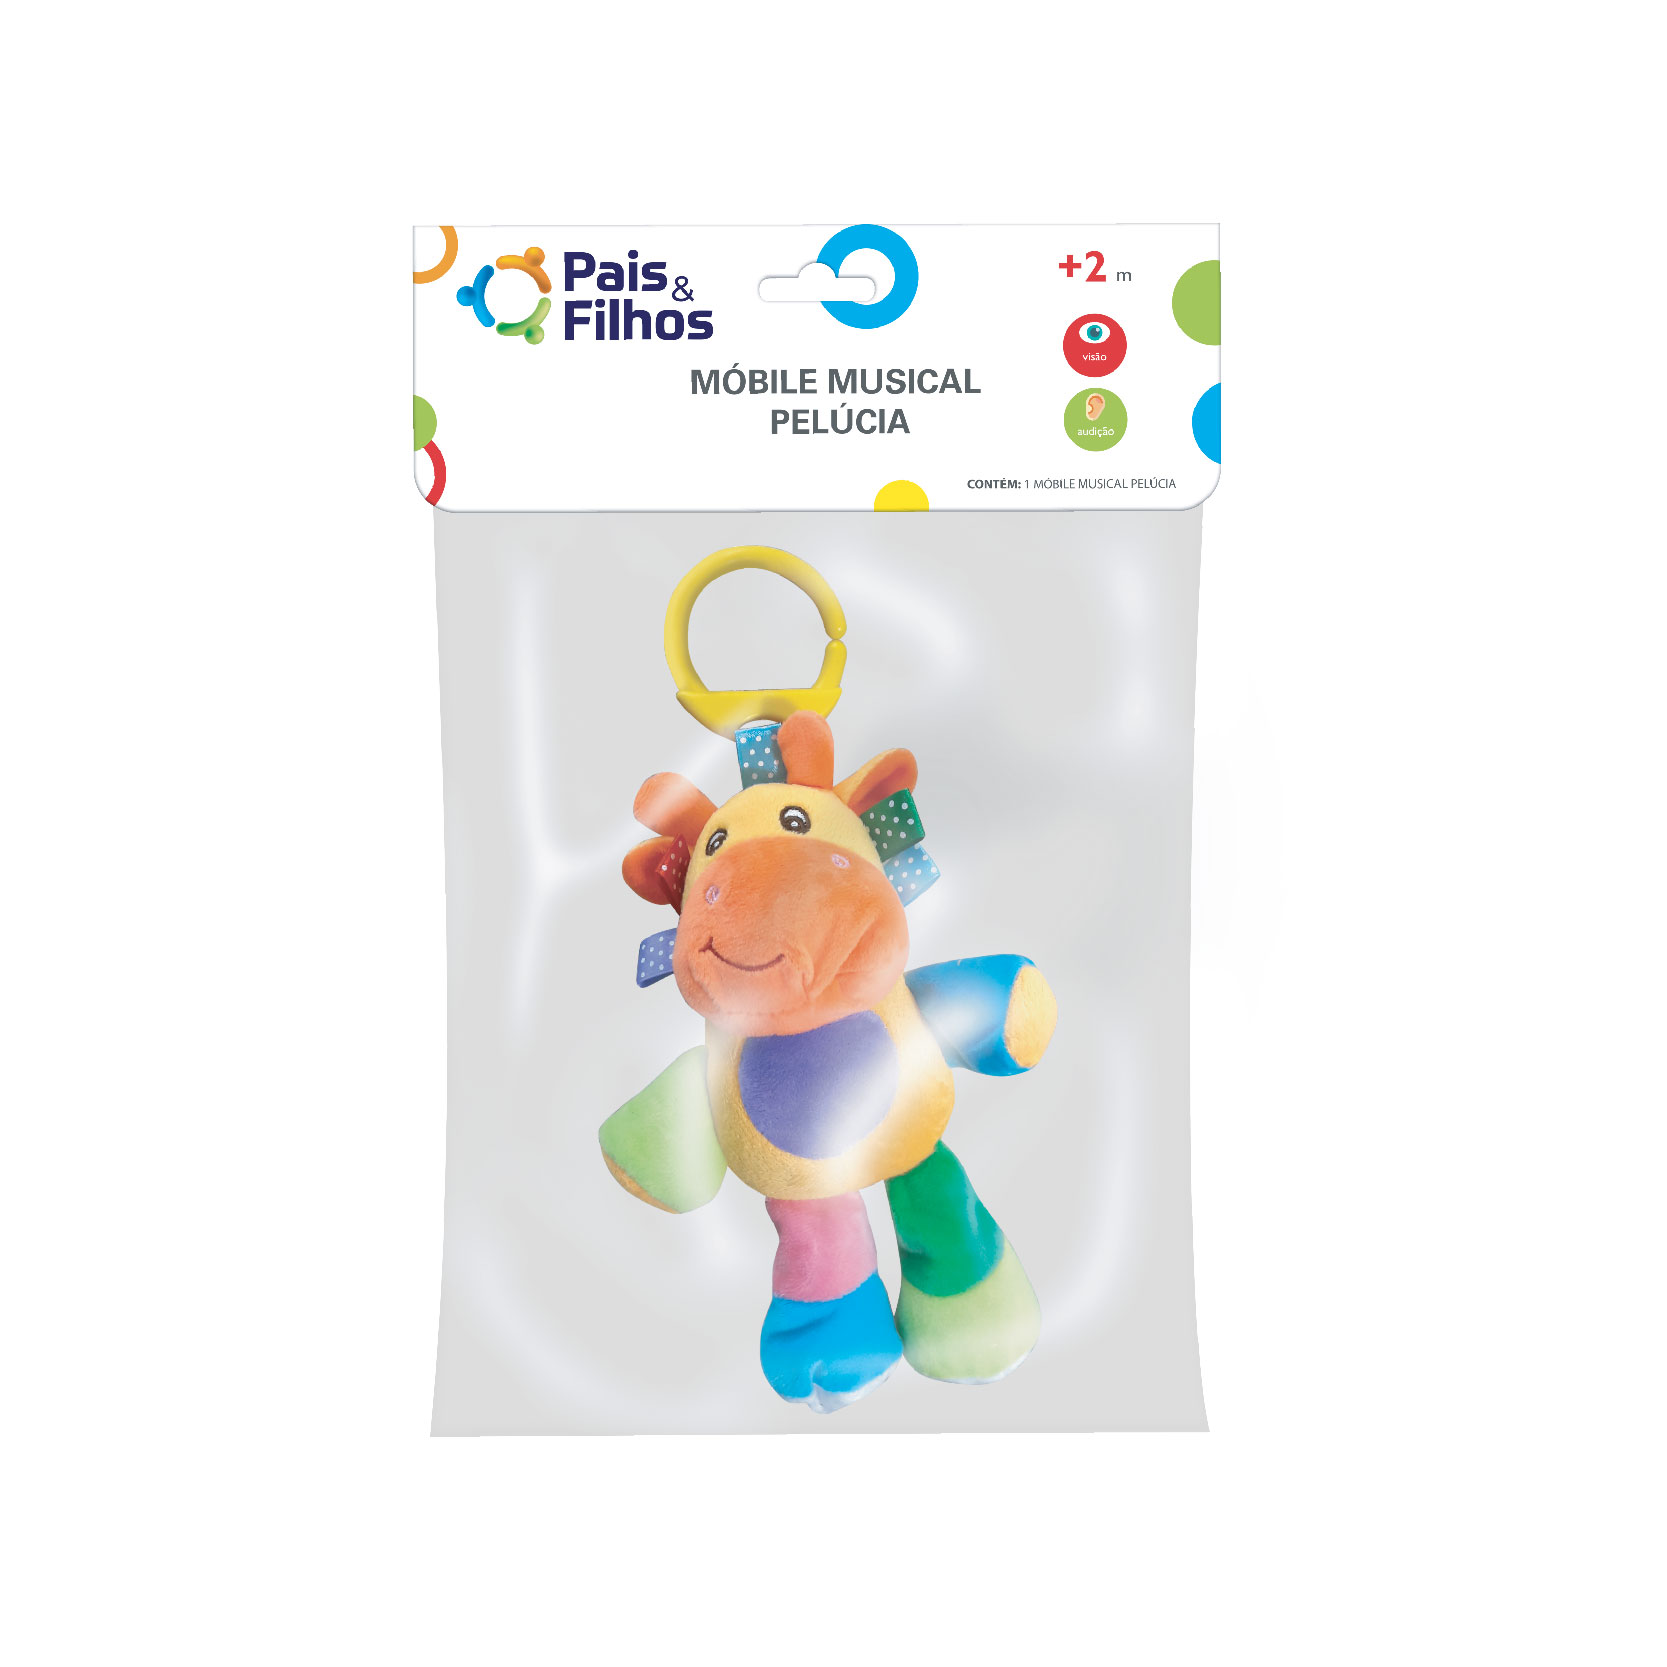 Pais &
Filhos
MÓBILE MUSICAL
PELÚCIA
+2 m
visão
audição
CONTÉM: 1 MÓBILE MUSICAL PELÚCIA